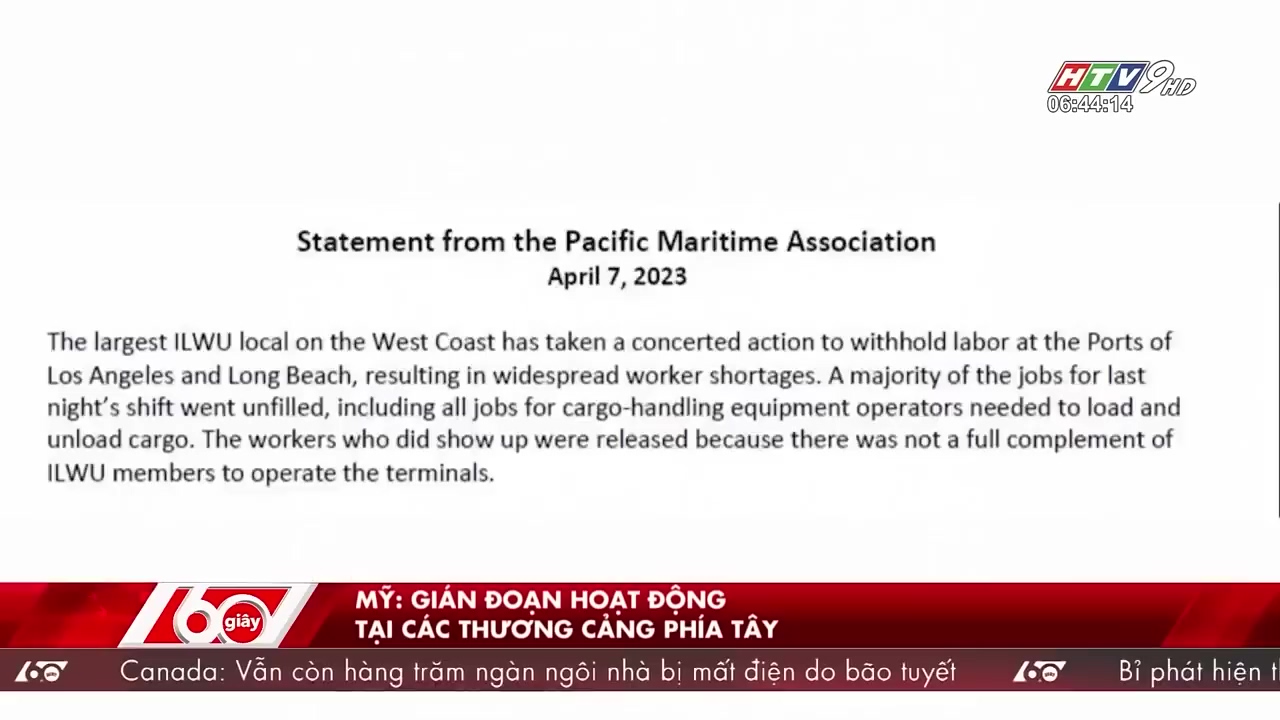 HTV9 HD
06:44:14
Statement from the Pacific Maritime Association
April 7, 2023
The largest ILWU local on the West Coast has taken a concerted action to withhold labor at the Ports of
Los Angeles and Long Beach, resulting in widespread worker shortages. A majority of the jobs for last
night's shift went unfilled, including all jobs for cargo-handling equipment operators needed to load and
unload cargo. The workers who did show up were released because there was not a full complement of
ILWU members to operate the terminals.
60 giây
MỸ: GIÁN ĐOẠN HOẠT ĐỘNG
TẠI CÁC THƯƠNG CẢNG PHÍA TÂY
60 giây Canada: Vẫn còn hàng trăm ngàn ngôi nhà bị mất điện do bão tuyết 60 giây Bỉ phát hiện